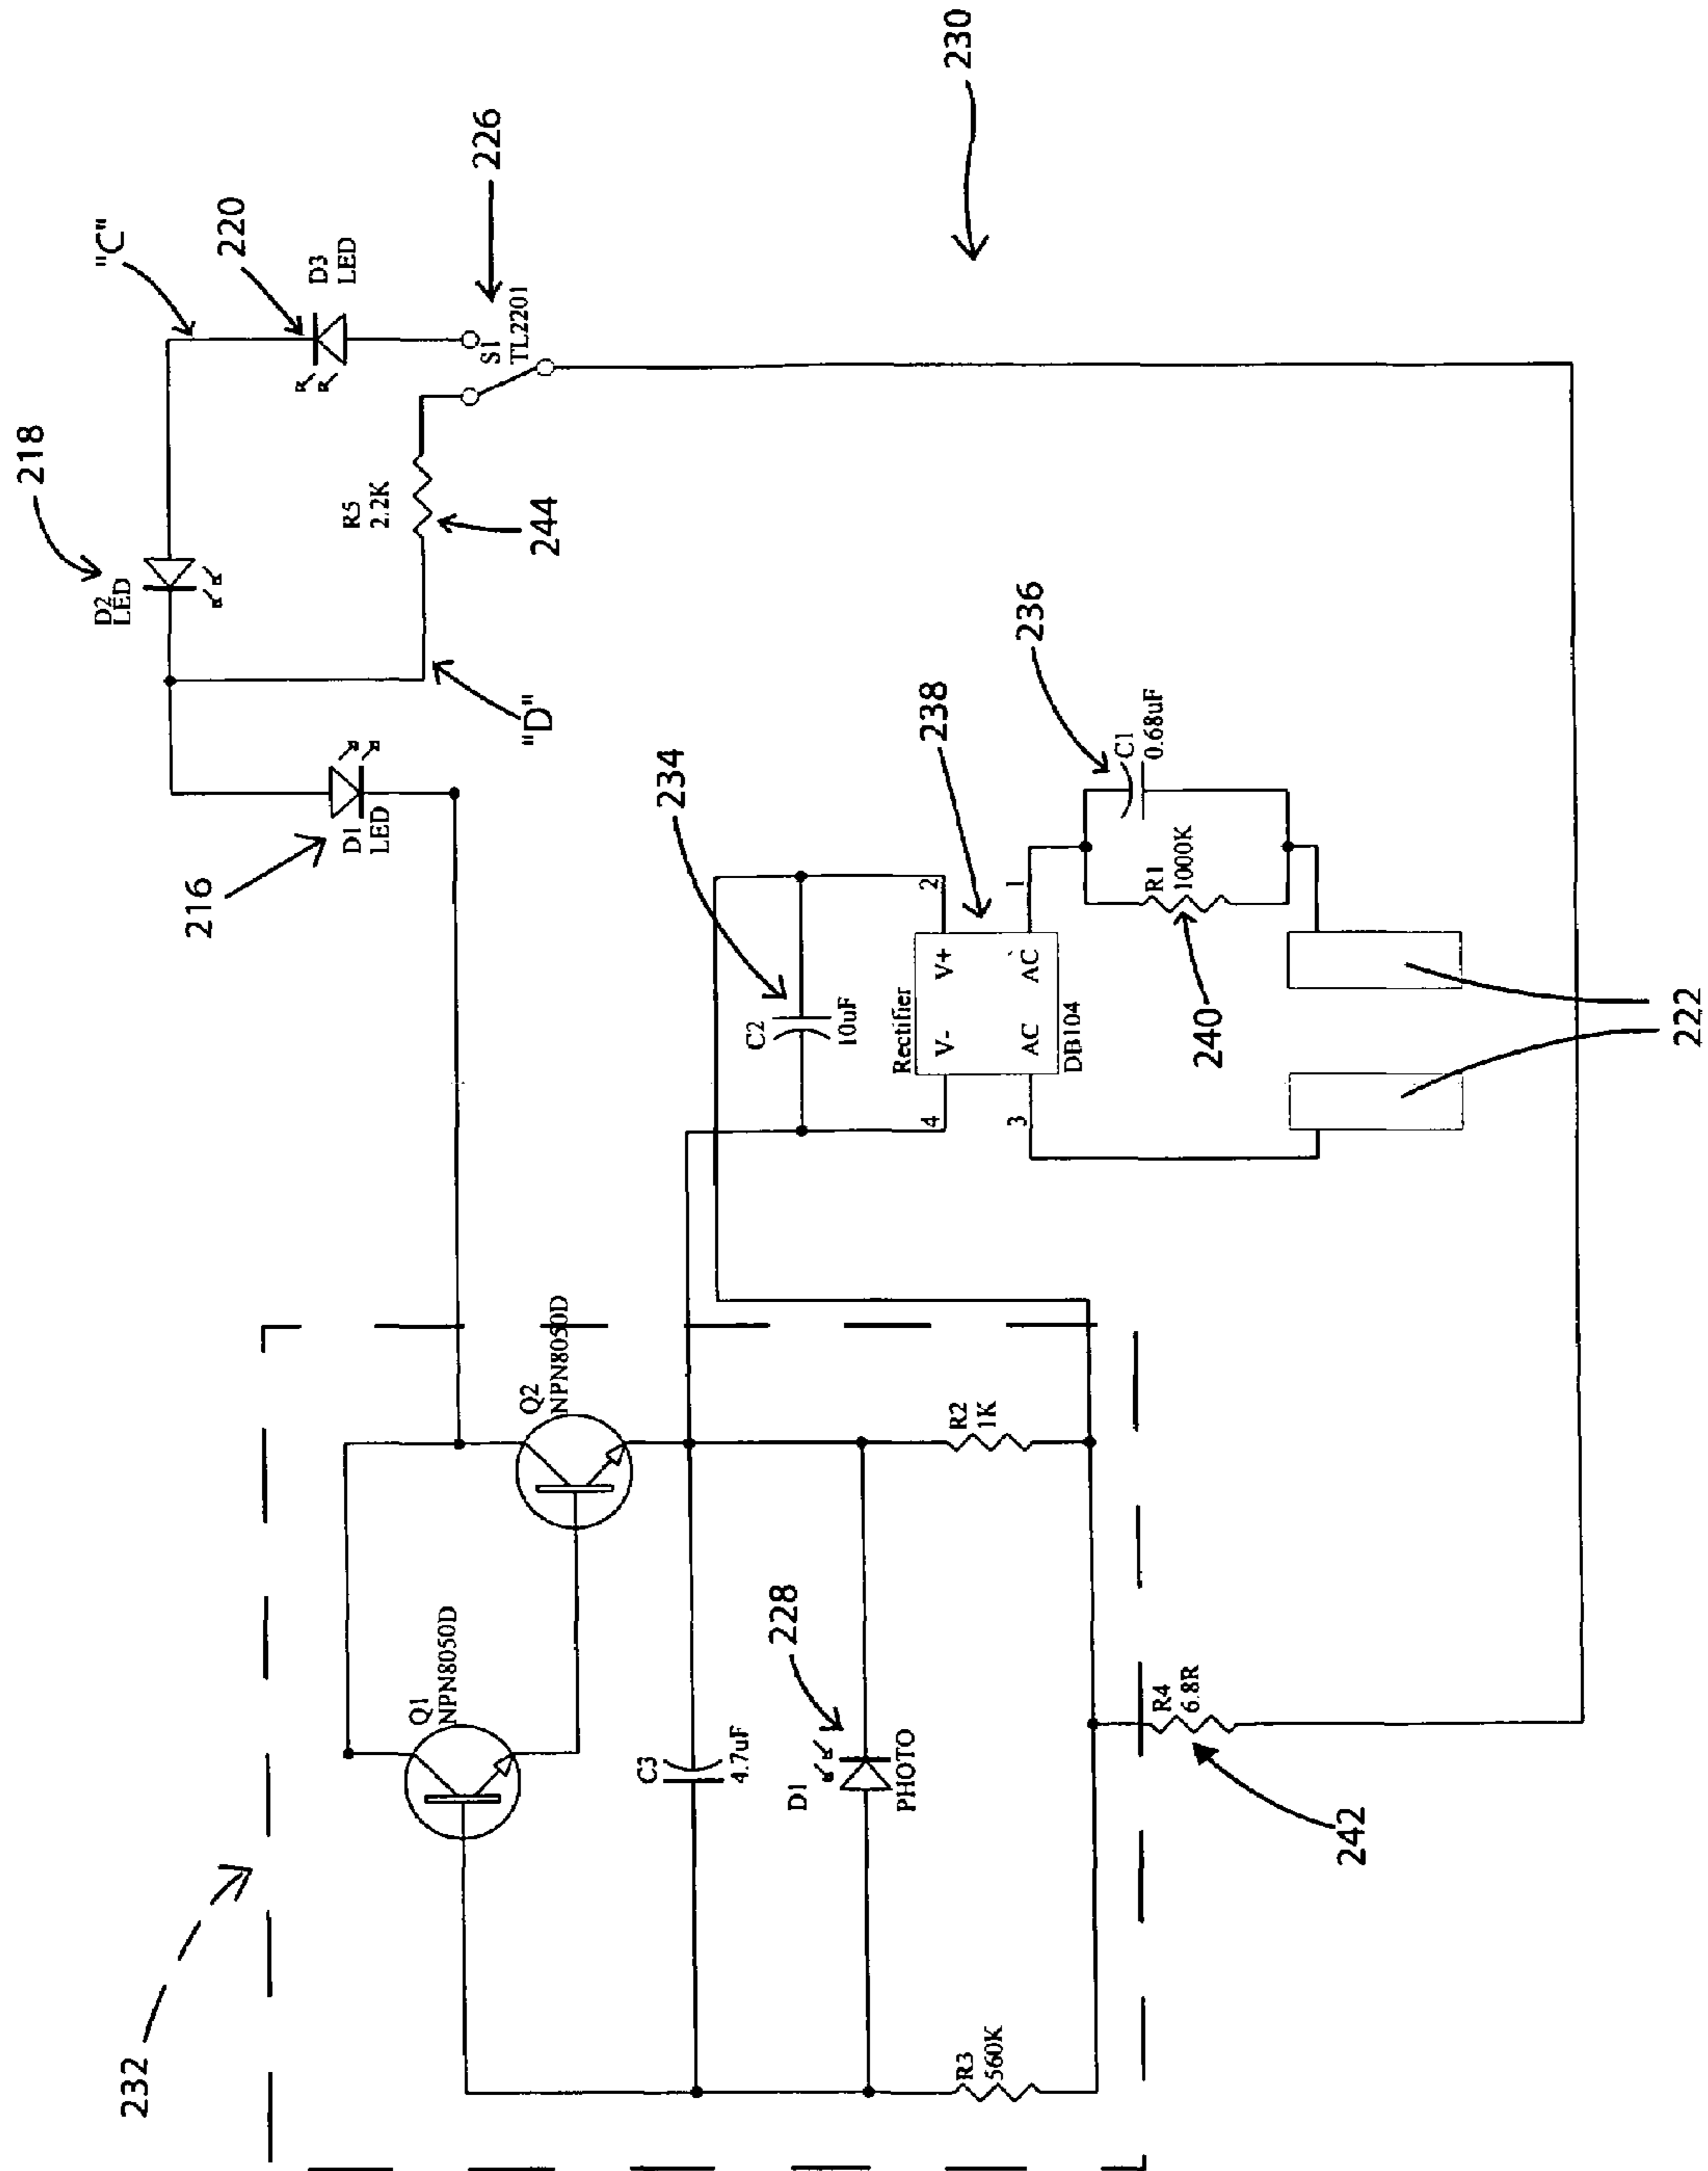 232
Q1
NPN8050D
Q2
NPN8050D
C3
4.7uF
D1
PHOTO
228
R3
560K
R2
1K
R4
6.8R
242
216
D1
LED
D2
LED
218
"C"
220
D3
LED
226
S1
TL2201
R5
2.2K
244
"D"
234
C2
10uF
Rectifier
V-
V+
AC
AC
DB104
4
2
3
1
238
236
C1
0.68uF
R1
1000K
240
222
230